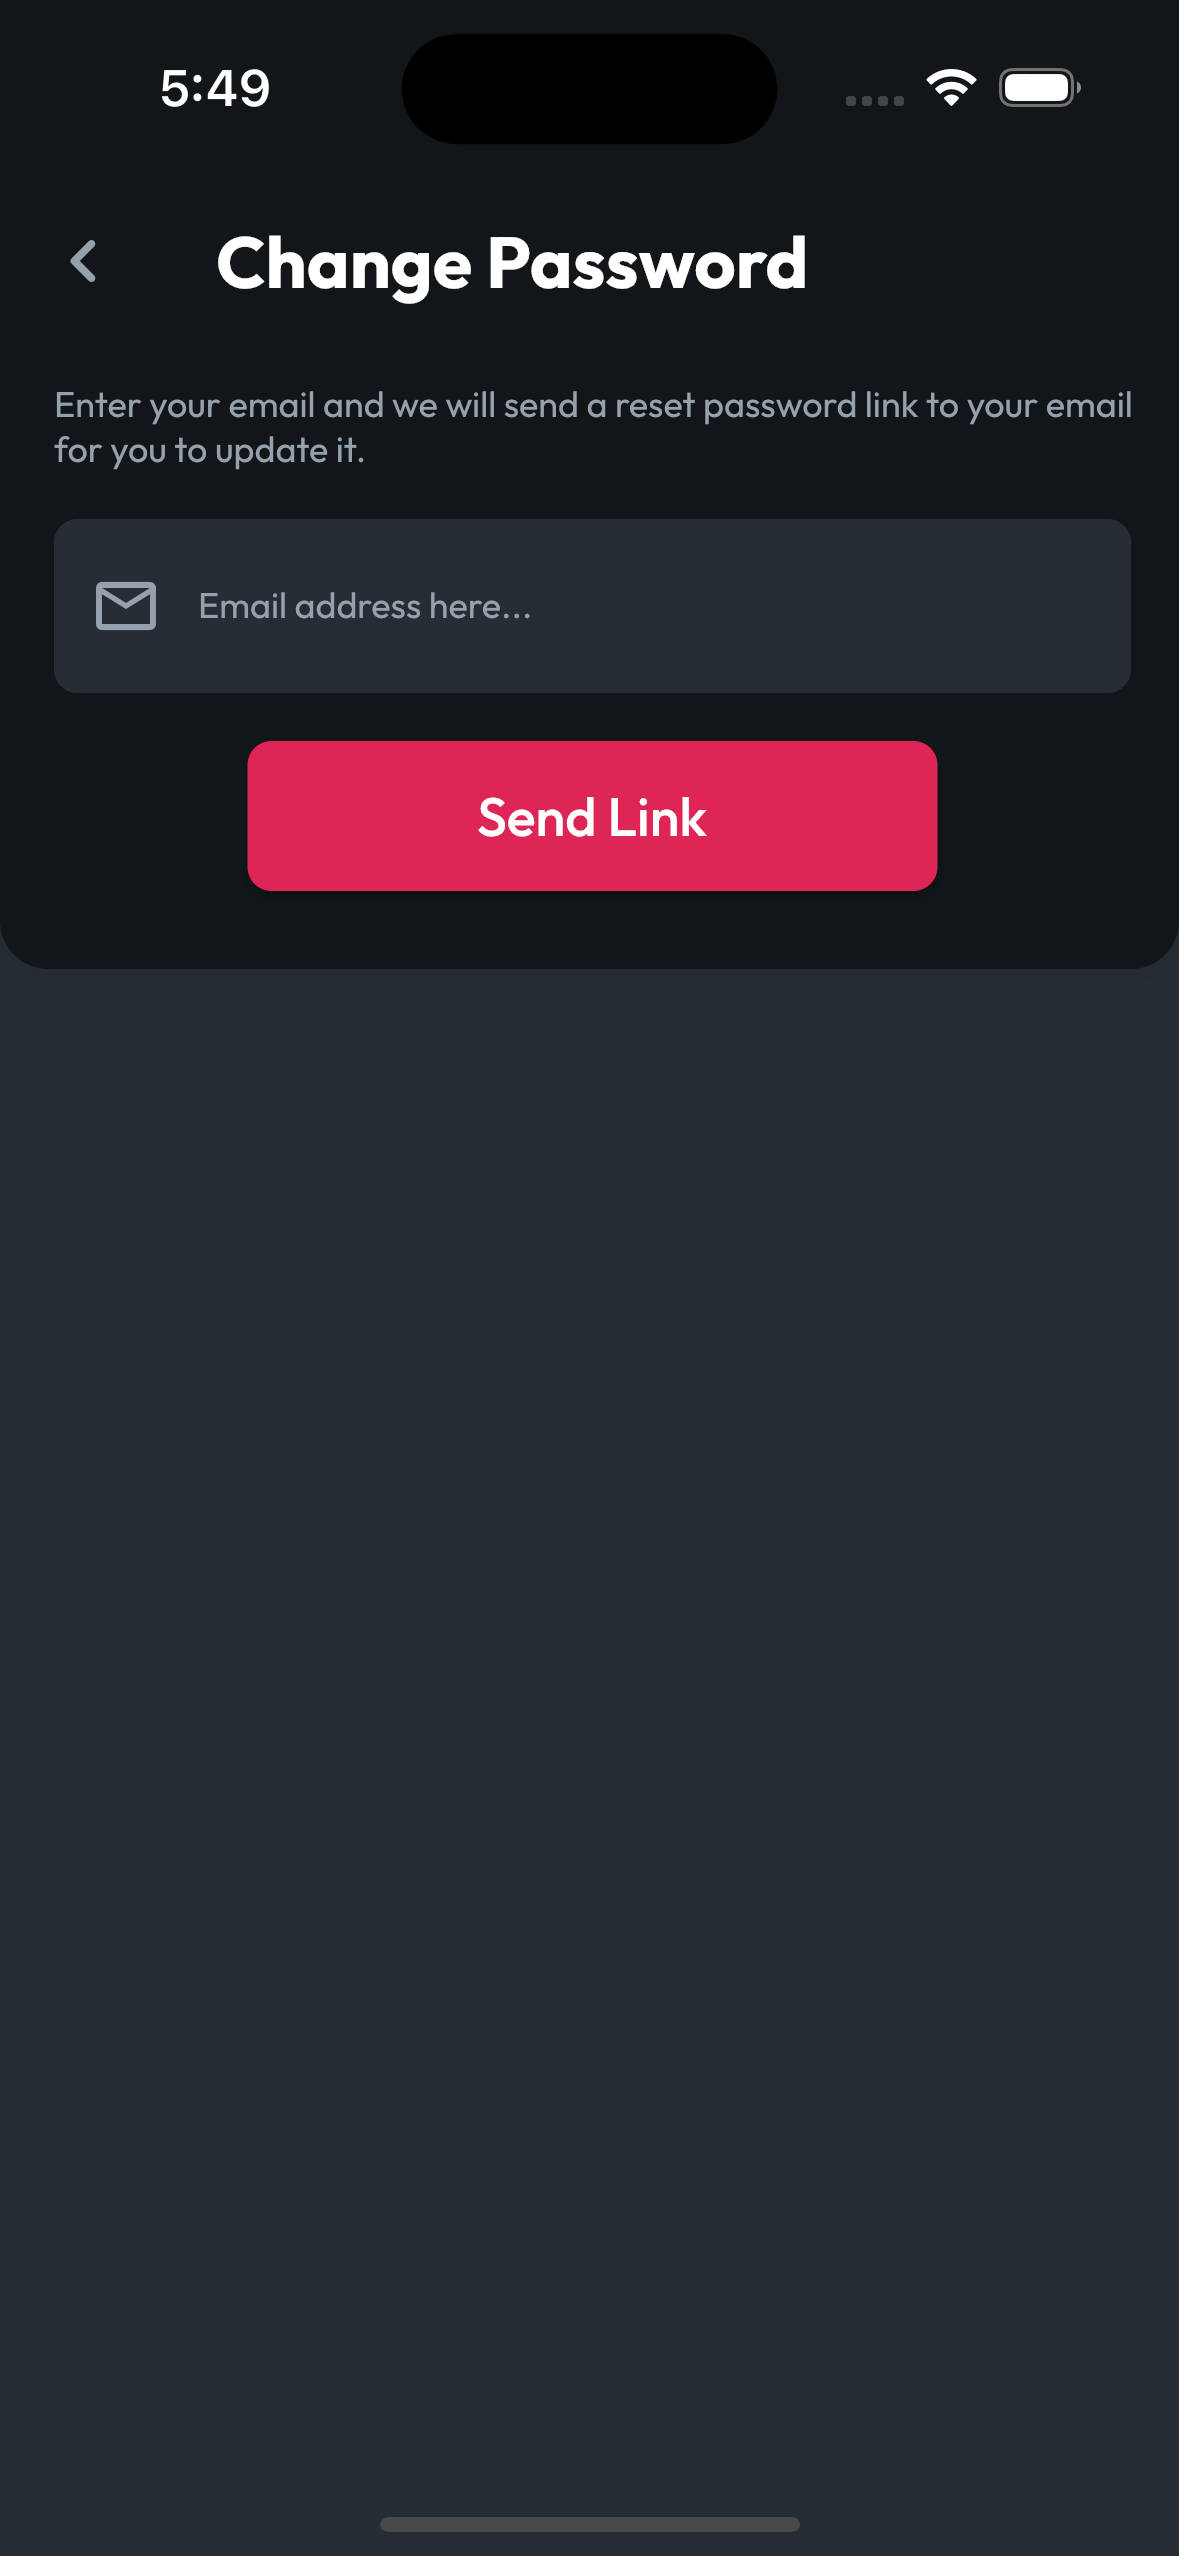 5:49
Change Password
Enter your email and we will send a reset password link to your email
for you to update it.
Email address here...
Send Link